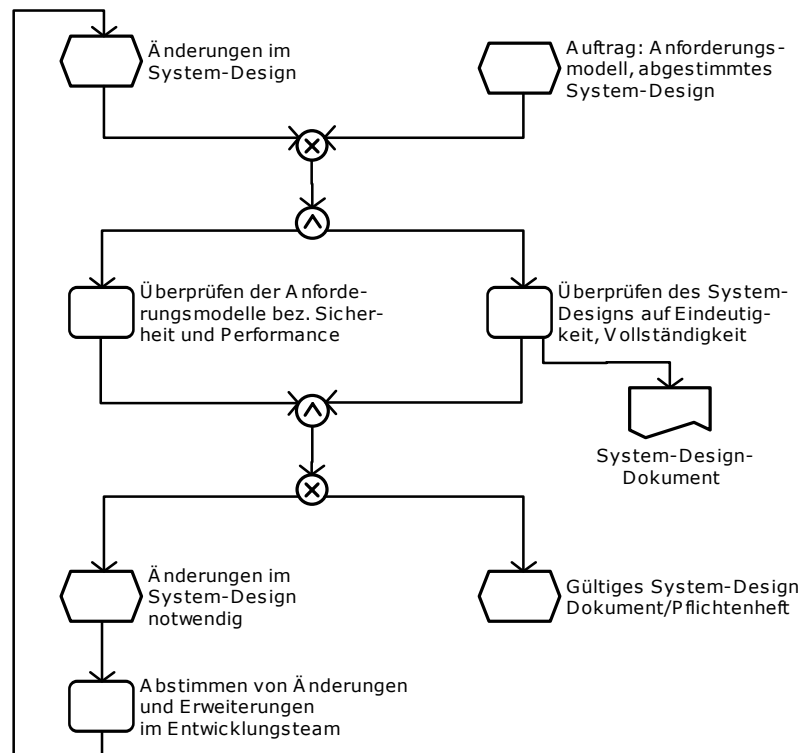 Änderungen im
System-Design
Auftrag: Anforderungs-
modell, abgestimmtes
System-Design
Überprüfen der Anforde-
rungsmodelle bez. Sicher-
heit und Performance
Überprüfen des System-
Designs auf Eindeutig-
keit, Vollständigkeit
System-Design-
Dokument
Änderungen im
System-Design
notwendig
Gültiges System-Design
Dokument/Pflichtenheft
Abstimmen von Änderungen
und Erweiterungen
im Entwicklungsteam